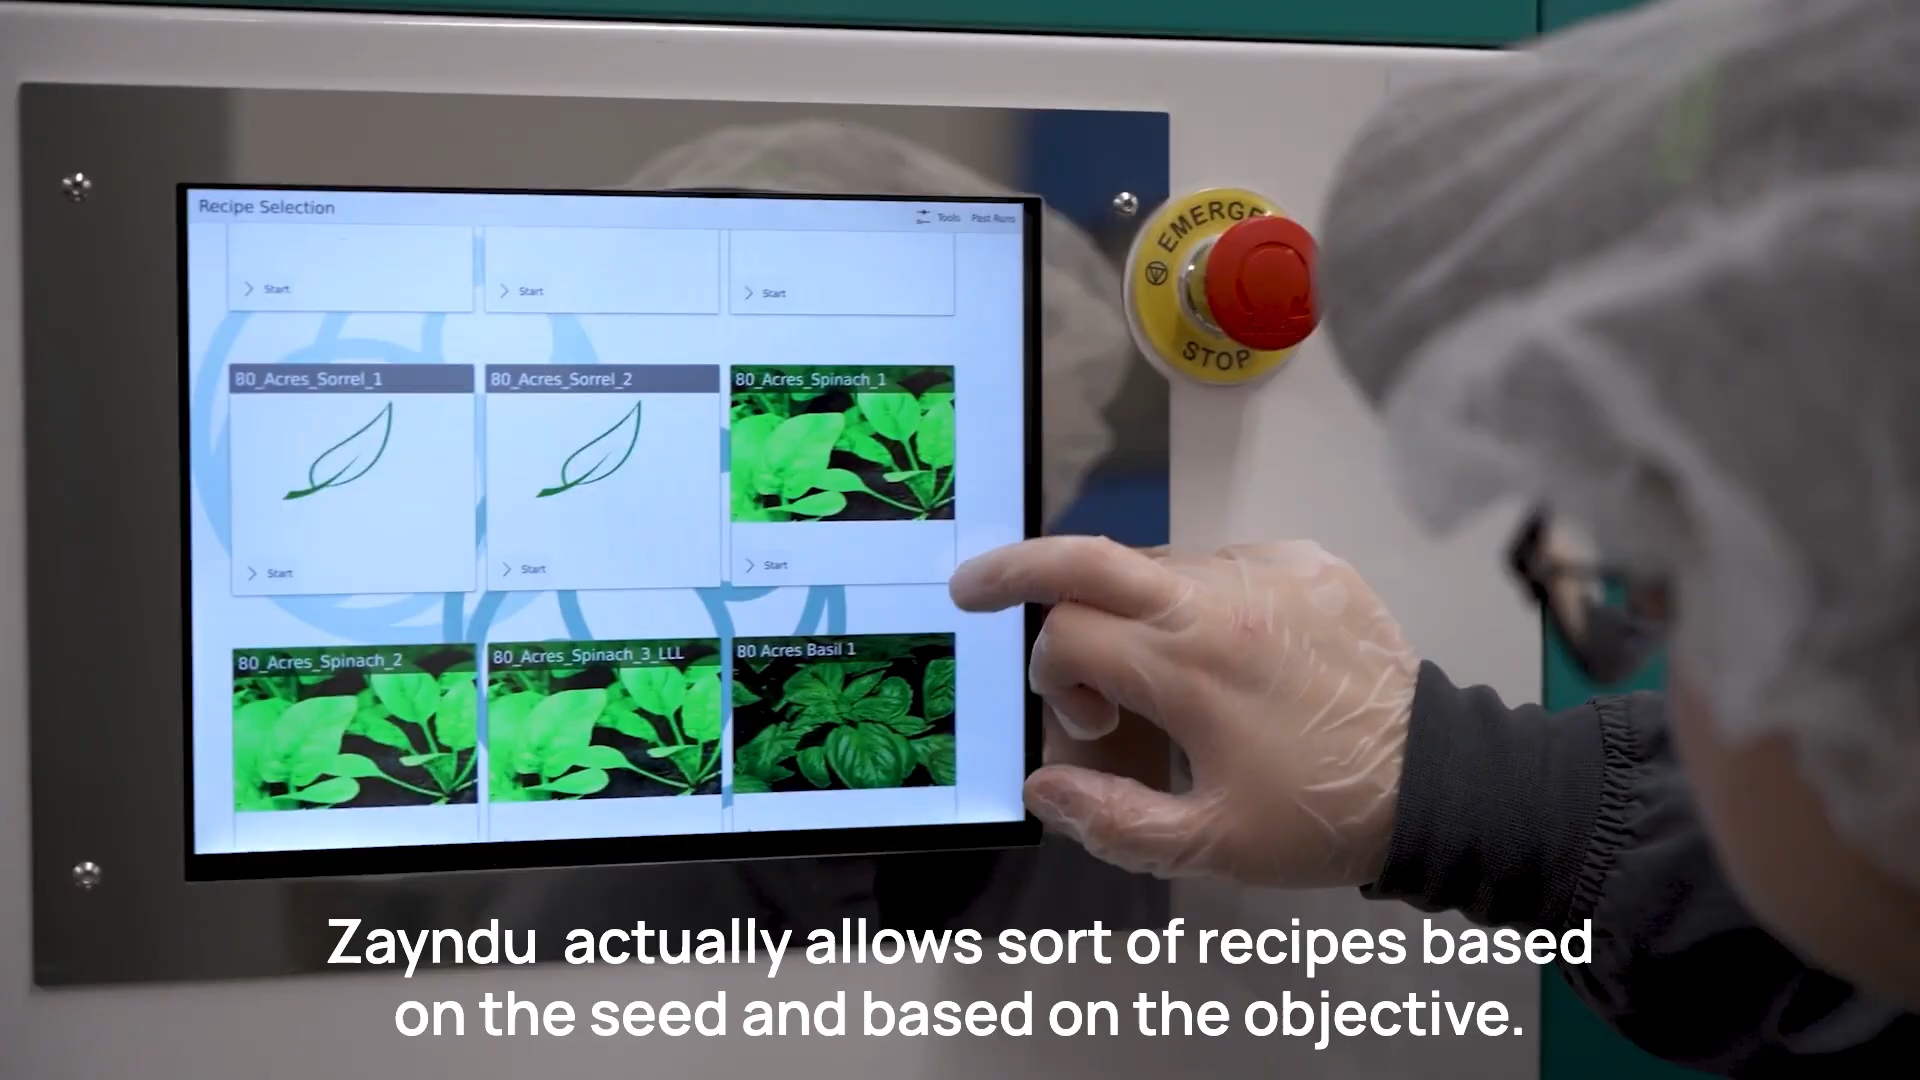 Recipe Selection
Tools
Past Runs
Start
Start
Start
80_Acres_Sorrel_1
80_Acres_Sorrel_2
80_Acres_Spinach_1
Start
Start
Start
80_Acres_Spinach_2
80_Acres_Spinach_3_LLL
80 Acres Basil 1
EMERGE
STOP
Zayndu actually allows sort of recipes based
on the seed and based on the objective.